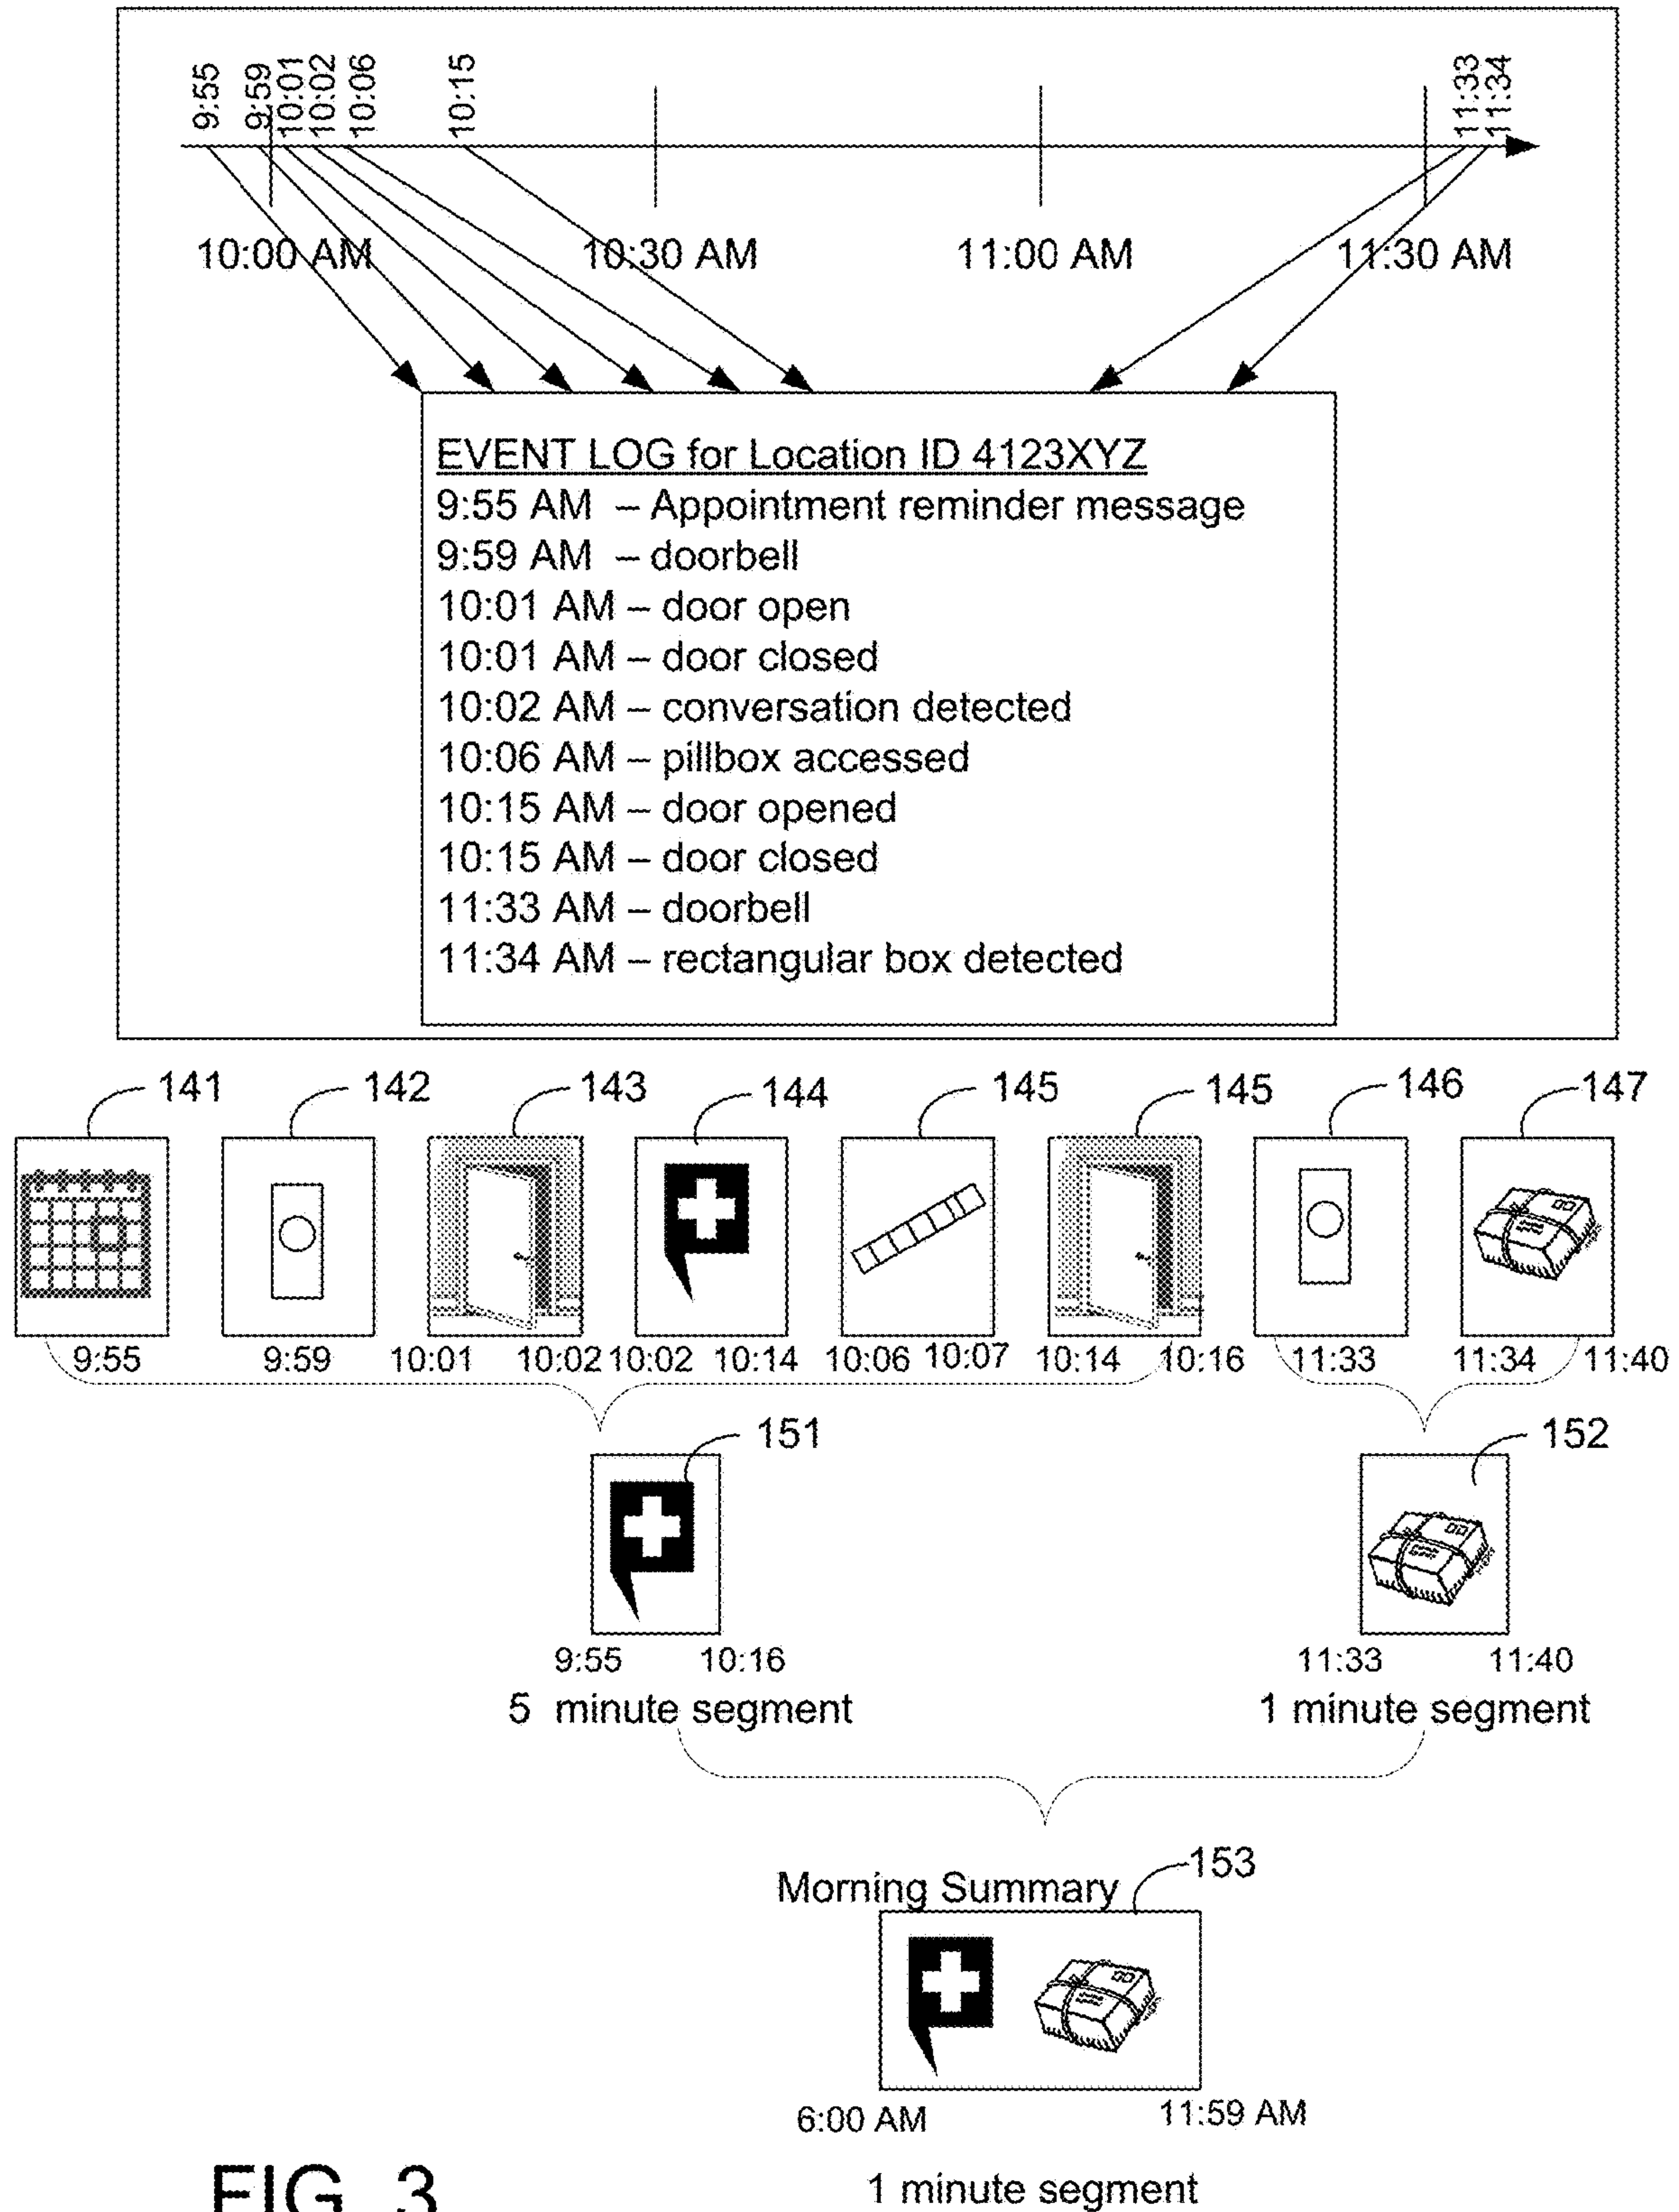 9:55
9:59
10:01
10:02
10:06
10:15
11:33
11:34
10:00 AM
10:30 AM
11:00 AM
11:30 AM
EVENT LOG for Location ID 4123XYZ
9:55 AM – Appointment reminder message
9:59 AM – doorbell
10:01 AM – door open
10:01 AM – door closed
10:02 AM – conversation detected
10:06 AM – pillbox accessed
10:15 AM – door opened
10:15 AM – door closed
11:33 AM – doorbell
11:34 AM – rectangular box detected
141
142
143
144
145
145
146
147
9:55
9:59
10:01 10:02
10:02 10:14
10:06 10:07
10:14 10:16
11:33
11:34 11:40
151
152
9:55 10:16
5 minute segment
11:33 11:40
1 minute segment
153
Morning Summary
6:00 AM 11:59 AM
1 minute segment
FIG. 3